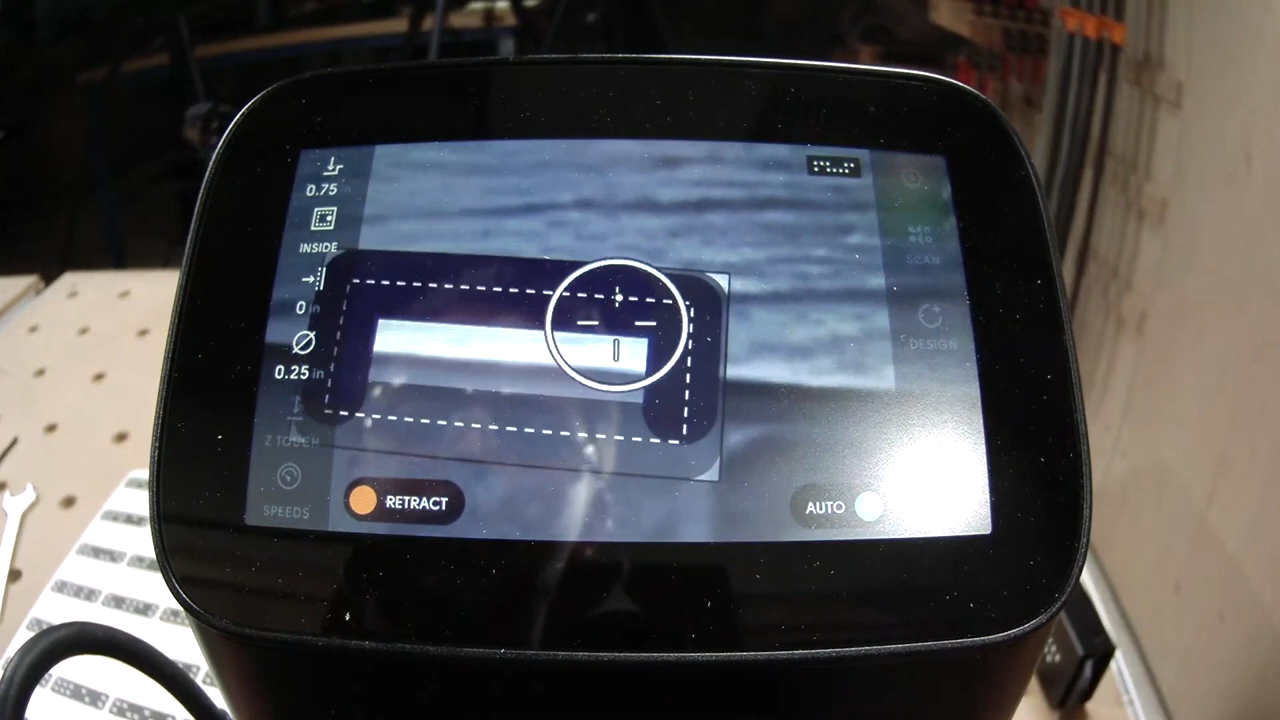 0.75 in
INSIDE
0 in
0.25 in
Z TOUCH
SPEEDS
RETRACT
AUTO
SCAN
DESIGN